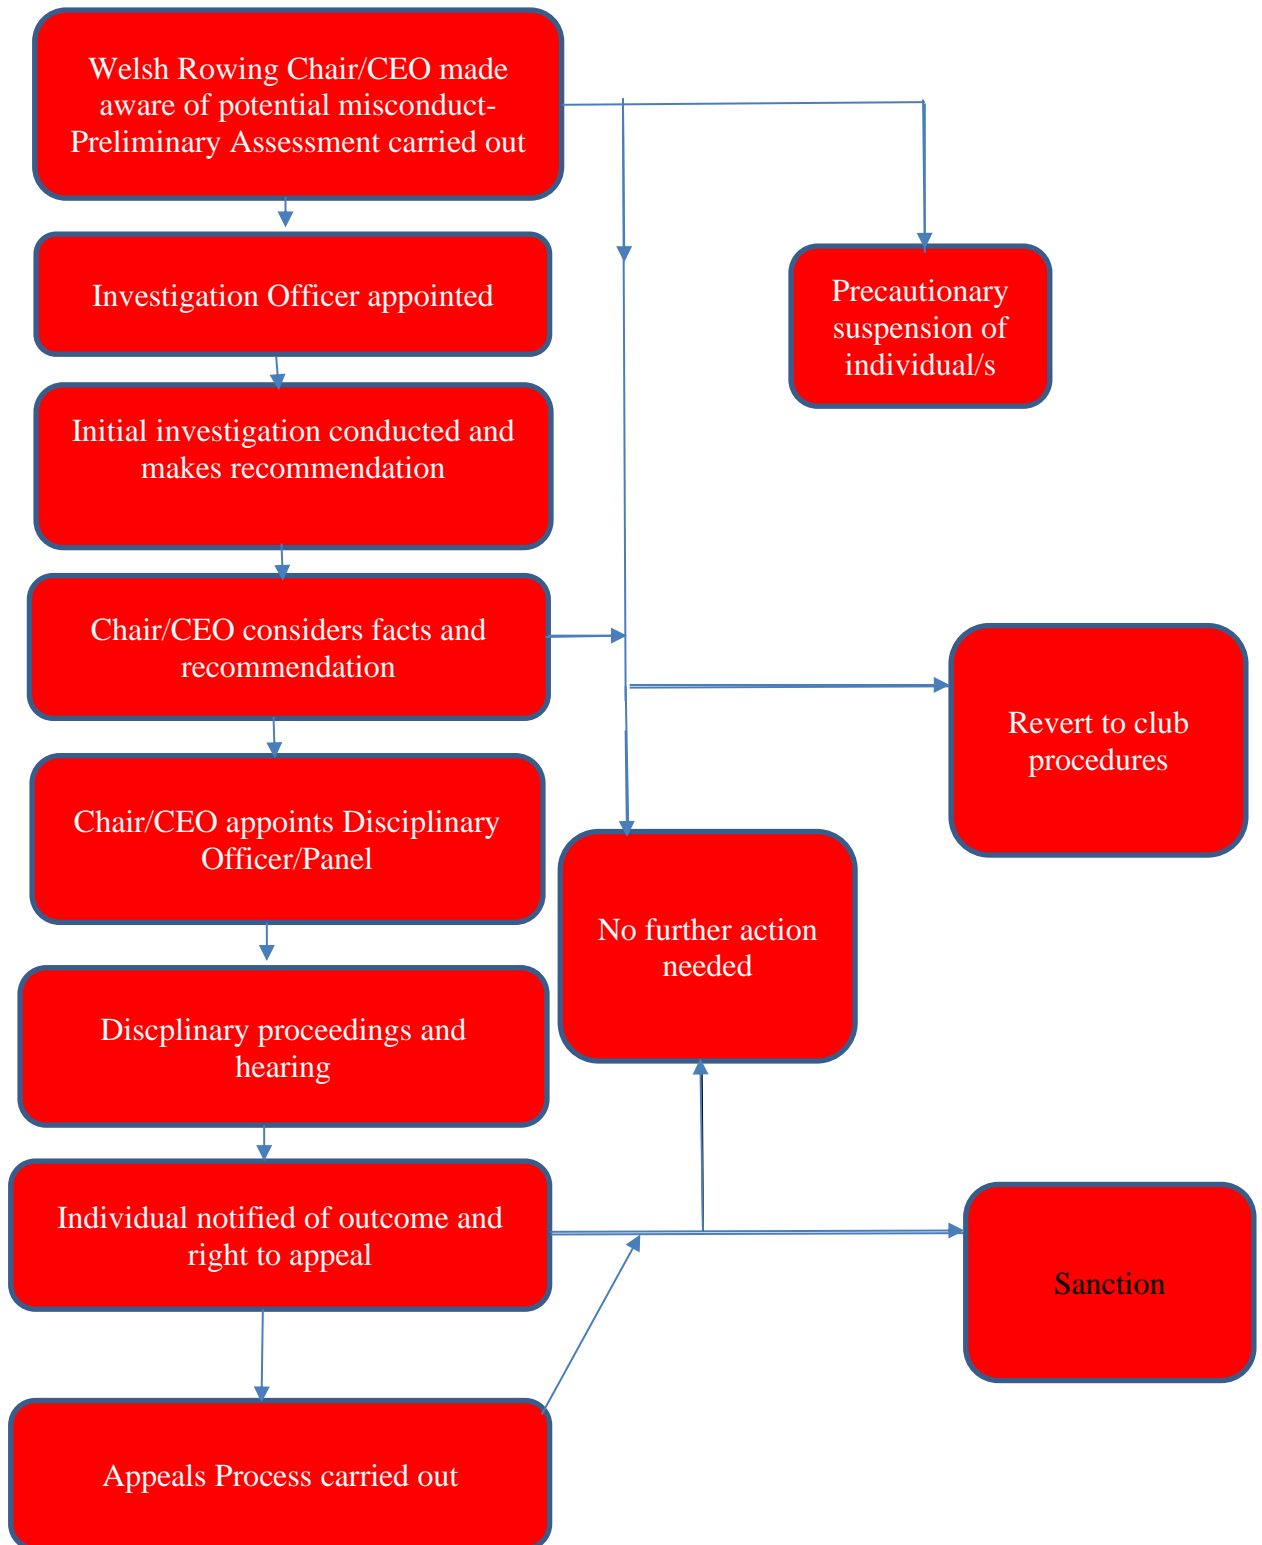 Welsh Rowing Chair/CEO made
aware of potential misconduct-
Preliminary Assessment carried out
Investigation Officer appointed
Precautionary
suspension of
individual/s
Initial investigation conducted and
makes recommendation
Chair/CEO considers facts and
recommendation
Revert to club
procedures
Chair/CEO appoints Disciplinary
Officer/Panel
No further action
needed
Discplinary proceedings and
hearing
Individual notified of outcome and
right to appeal
Sanction
Appeals Process carried out